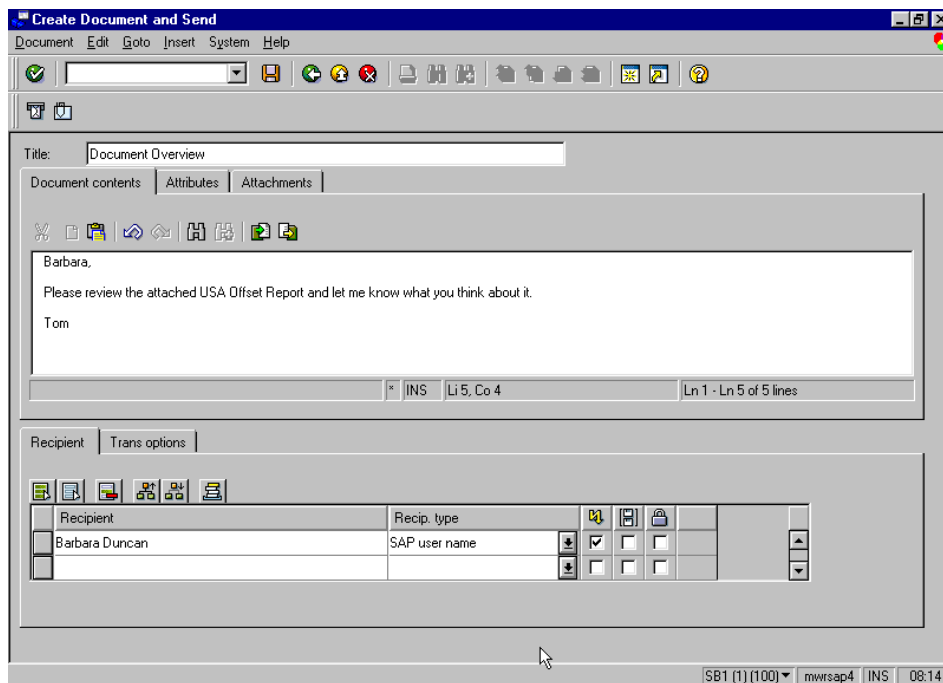 Create Document and Send
Document Edit Goto Insert System Help
Title: Document Overview
Document contents Attributes Attachments
Barbara,
Please review the attached USA Offset Report and let me know what you think about it.
Tom
* INS Li 5, Co 4 Ln 1 - Ln 5 of 5 lines
Recipient Trans options
Recipient Recip. type
Barbara Duncan SAP user name
SB1 (1) (100) mwrsap4 INS 08:14